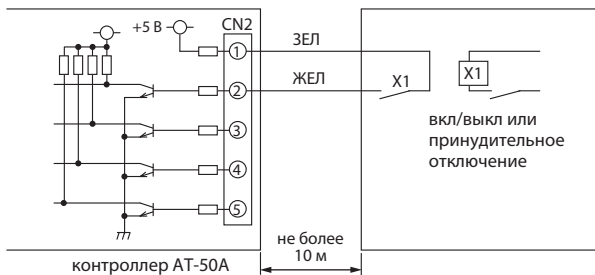 +5 В
CN2
1
ЗЕЛ
2
ЖЕЛ
X1
X1
3
4
5
вкл/выкл или
принудительное
отключение
не более
10 м
контроллер AT-50A